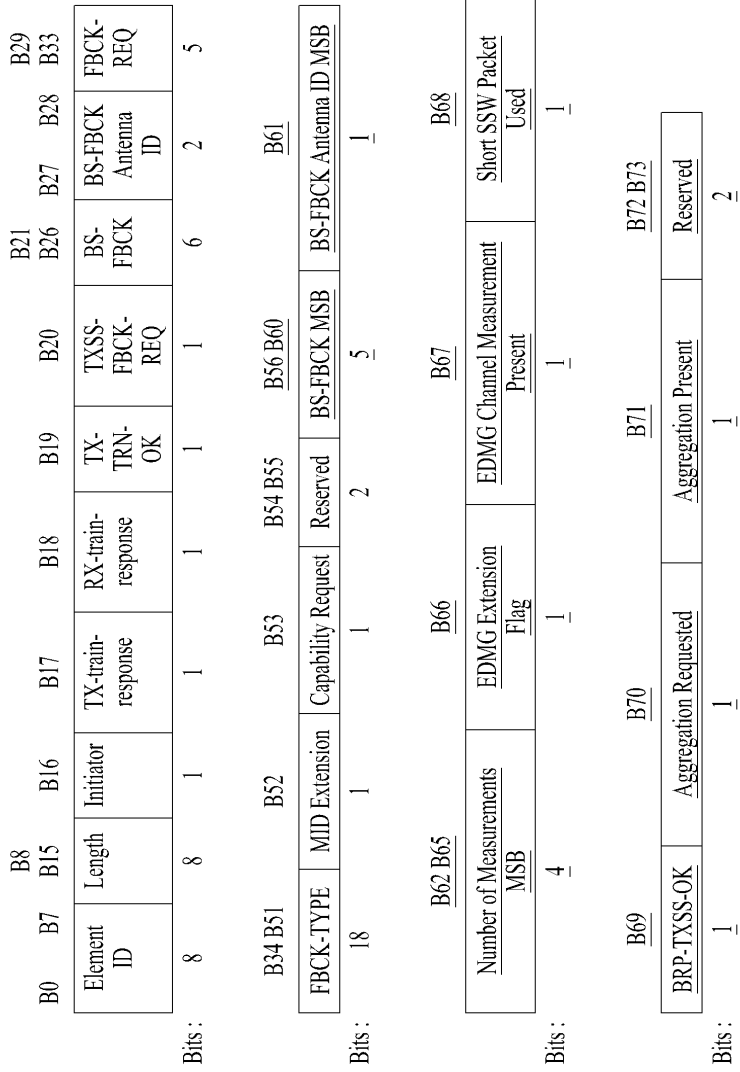 B0 B7 B8 B15 B16 B17 B18 B19 B20 B21 B26 B27 B28 B29 B33
Element ID Length Initiator TX-train-response RX-train-response TX-TRN-OK TXSS-FBCK-REQ BS-FBCK BS-FBCK Antenna ID FBCK-REQ
Bits : 8 8 1 1 1 1 1 6 2 5
B34 B51 B52 B53 B54 B55 B56 B60 B61
FBCK-TYPE MID Extension Capability Request Reserved BS-FBCK MSB BS-FBCK Antenna ID MSB
Bits : 18 1 1 2 5 1
B62 B65 B66 B67 B68
Number of Measurements MSB EDMG Extension Flag EDMG Channel Measurement Present Short SSW Packet Used
Bits : 4 1 1 1
B69 B70 B71 B72 B73
BRP-TXSS-OK Aggregation Requested Aggregation Present Reserved
Bits : 1 1 1 2